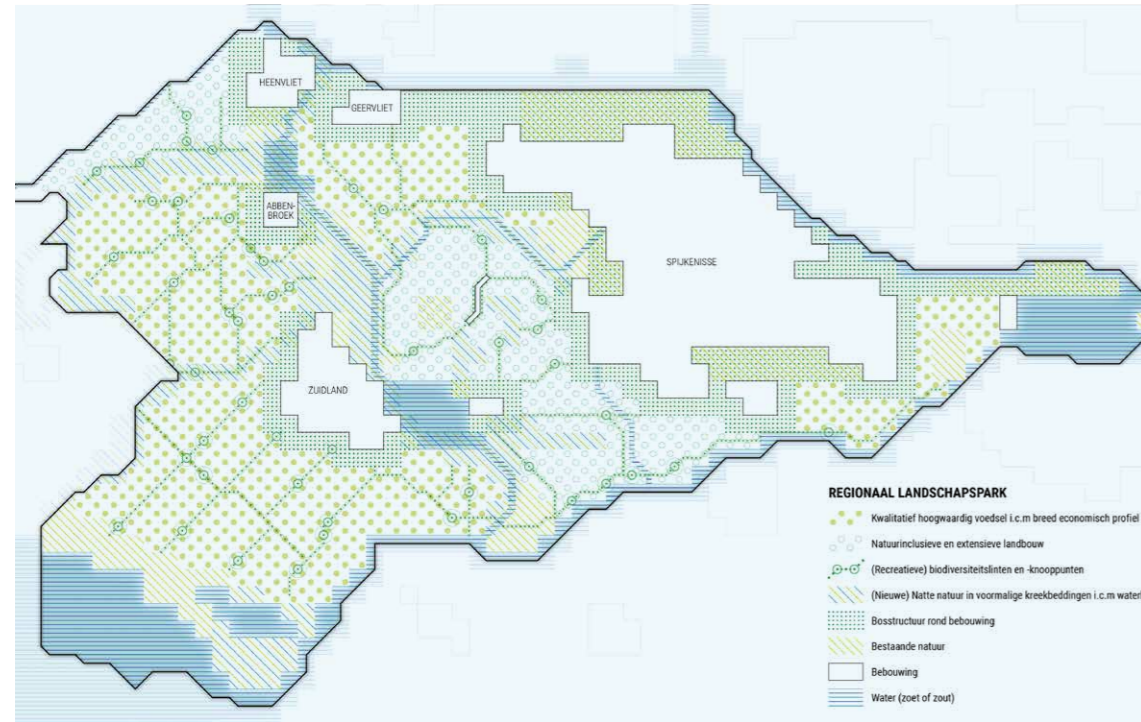 HEENVLIET
GEERVLIET
ABBEN-
BROEK
SPIJKENISSE
ZUIDLAND
REGIONAAL LANDSCHAPSPARK
Kwalitatief hoogwaardig voedsel i.c.m breed economisch profiel
Natuurinclusieve en extensieve landbouw
(Recreatieve) biodiversiteitslinten en -knooppunten
(Nieuwe) Natte natuur in voormalige kreekbeddingen i.c.m
Bosstructuur rond bebouwing
Bestaande natuur
Bebouwing
Water (zoet of zout)